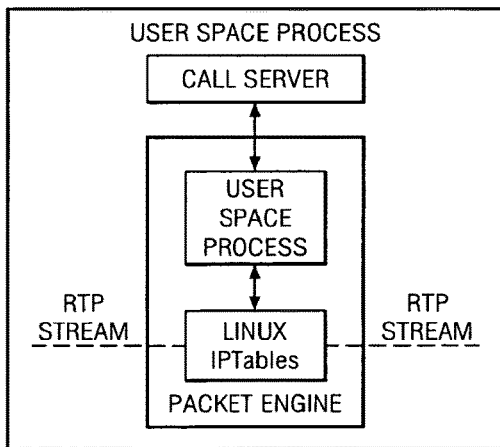 USER SPACE PROCESS
CALL SERVER
USER
SPACE
PROCESS
RTP
STREAM
LINUX
IPTables
RTP
STREAM
PACKET ENGINE